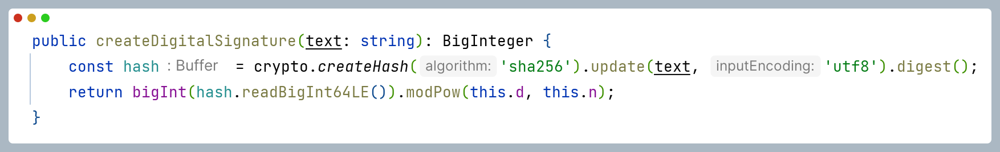 public createDigitalSignature(text: string): BigInteger {
const hash : Buffer = crypto.createHash( algorithm: 'sha256').update(text, inputEncoding: 'utf8').digest();
return bigInt(hash.readBigInt64LE()).modPow(this.d, this.n);
}